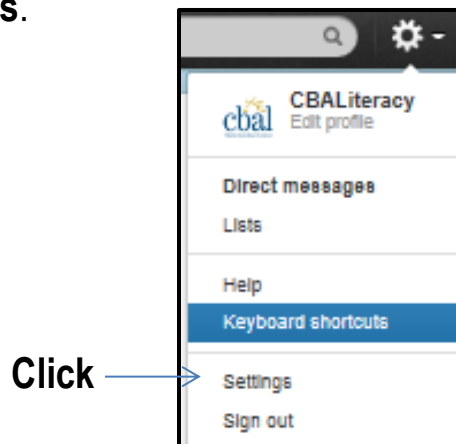 s.
CBALiteracy
cbal
Edit profile
Direct messages
Lists
Help
Keyboard shortcuts
Click
Settings
Sign out